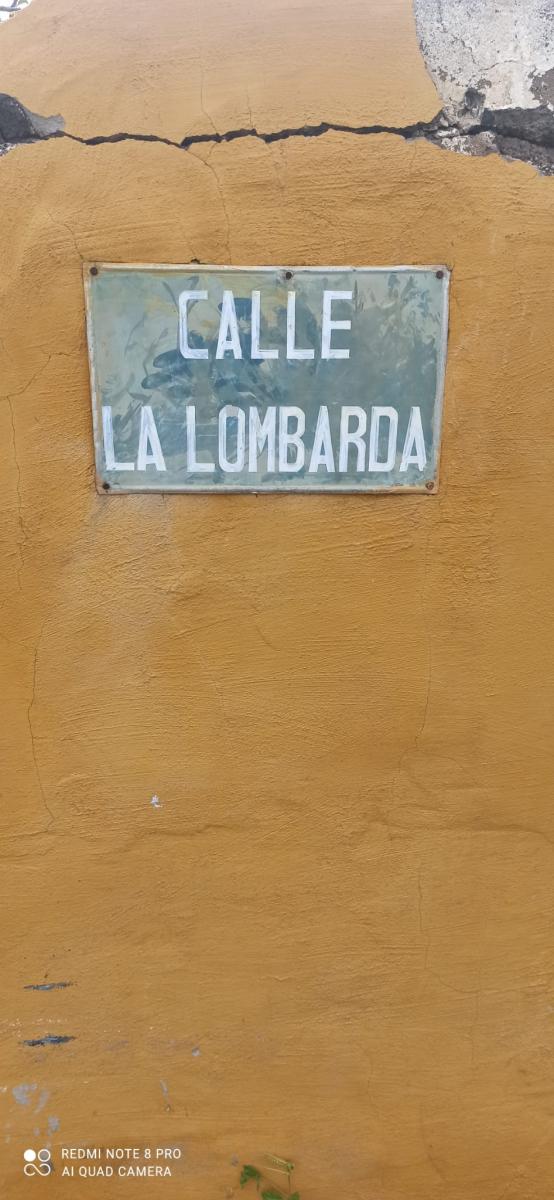 CALLE
LA LOMBARDA
REDMI NOTE 8 PRO
AI QUAD CAMERA